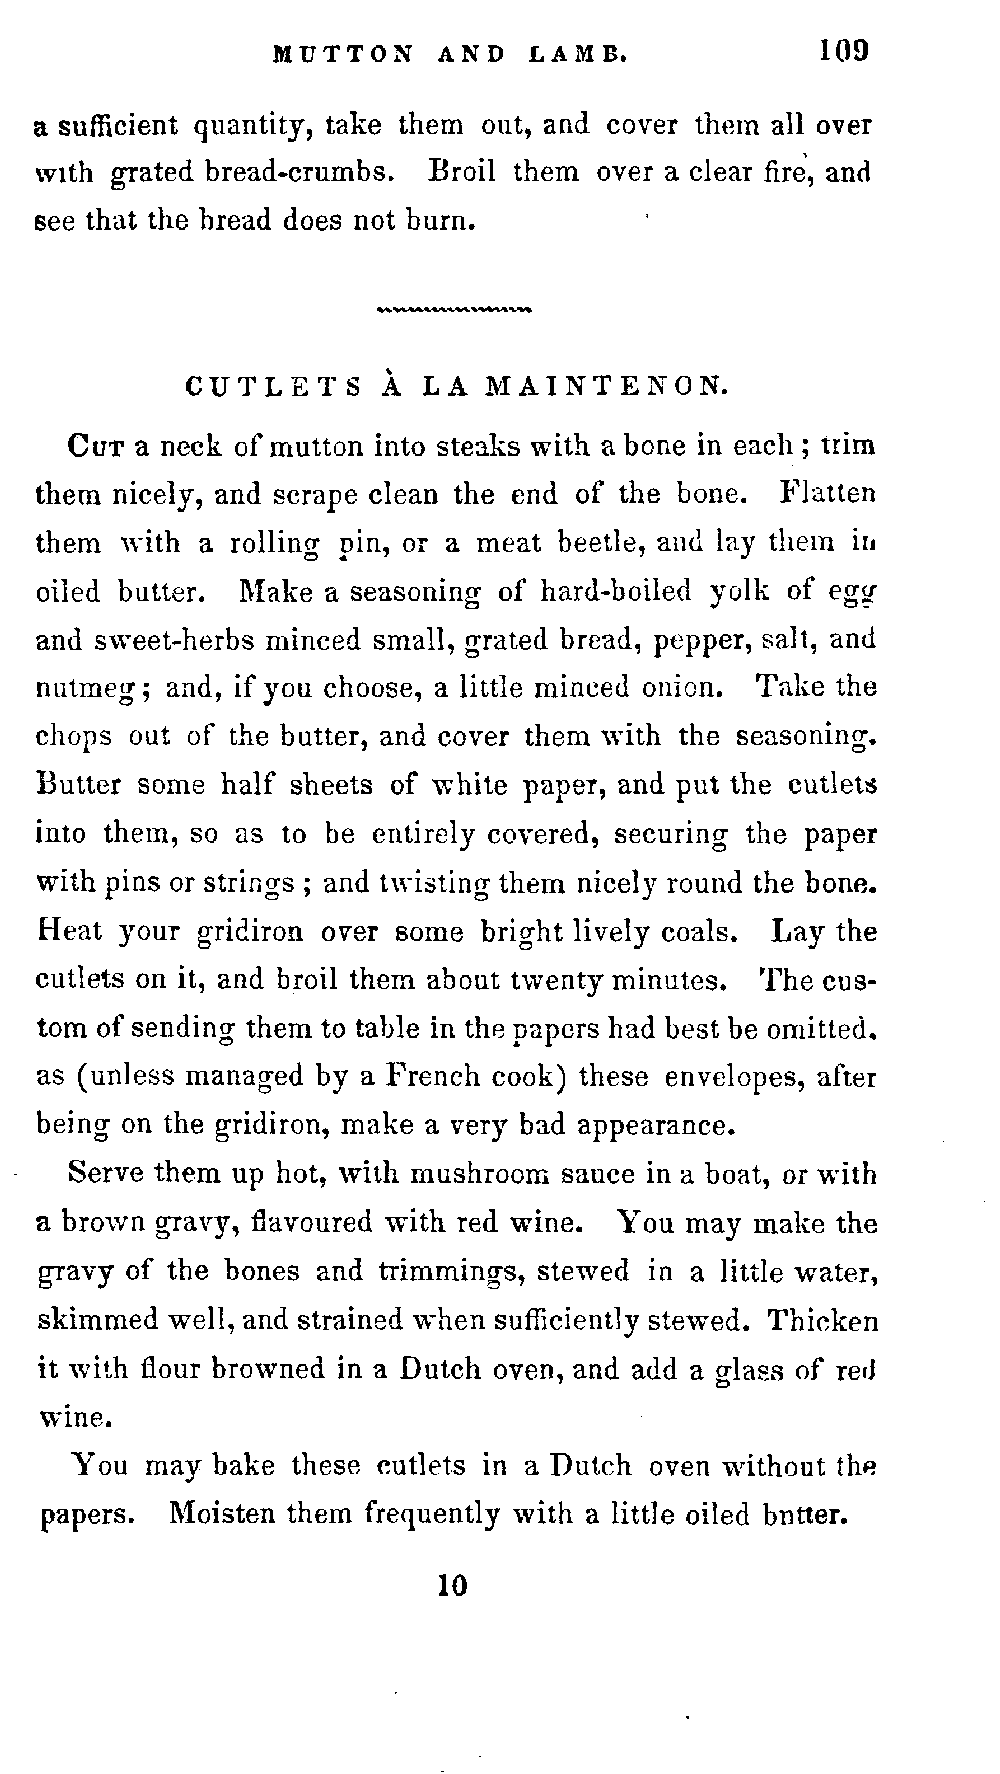 MUTTON AND LAMB. 109
a sufficient quantity, take them out, and cover them all over
with grated bread-crumbs. Broil them over a clear fire, and
see that the bread does not burn.
CUTLETS À LA MAINTENON.
CUT a neck of mutton into steaks with a bone in each; trim
them nicely, and scrape clean the end of the bone. Flatten
them with a rolling pin, or a meat beetle, and lay them in
oiled butter. Make a seasoning of hard-boiled yolk of egg
and sweet-herbs minced small, grated bread, pepper, salt, and
nutmeg; and, if you choose, a little minced onion. Take the
chops out of the butter, and cover them with the seasoning.
Butter some half sheets of white paper, and put the cutlets
into them, so as to be entirely covered, securing the paper
with pins or strings; and twisting them nicely round the bone.
Heat your gridiron over some bright lively coals. Lay the
cutlets on it, and broil them about twenty minutes. The cus-
tom of sending them to table in the papers had best be omitted.
as (unless managed by a French cook) these envelopes, after
being on the gridiron, make a very bad appearance.
Serve them up hot, with mushroom sauce in a boat, or with
a brown gravy, flavoured with red wine. You may make the
gravy of the bones and trimmings, stewed in a little water,
skimmed well, and strained when sufficiently stewed. Thicken
it with flour browned in a Dutch oven, and add a glass of red
wine.
You may bake these cutlets in a Dutch oven without the
papers. Moisten them frequently with a little oiled butter.
10